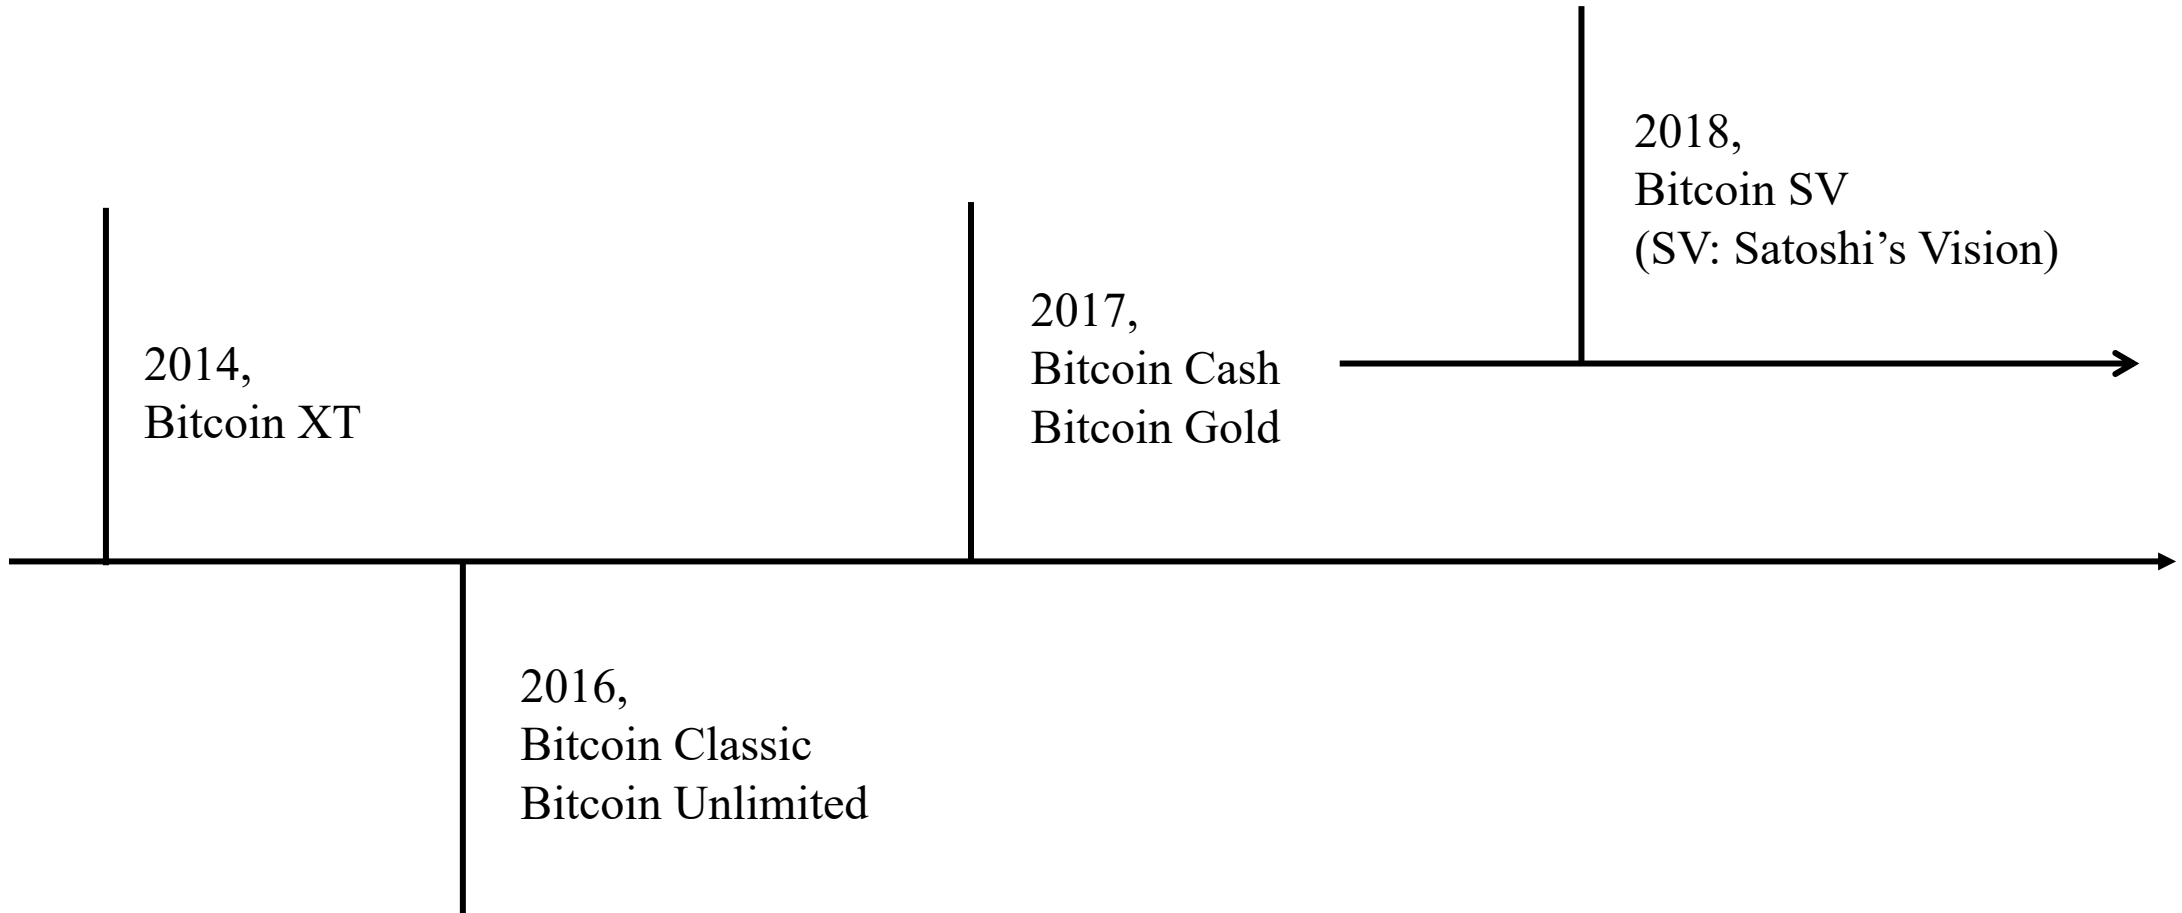 2014,
Bitcoin XT
2016,
Bitcoin Classic
Bitcoin Unlimited
2017,
Bitcoin Cash
Bitcoin Gold
2018,
Bitcoin SV
(SV: Satoshi’s Vision)